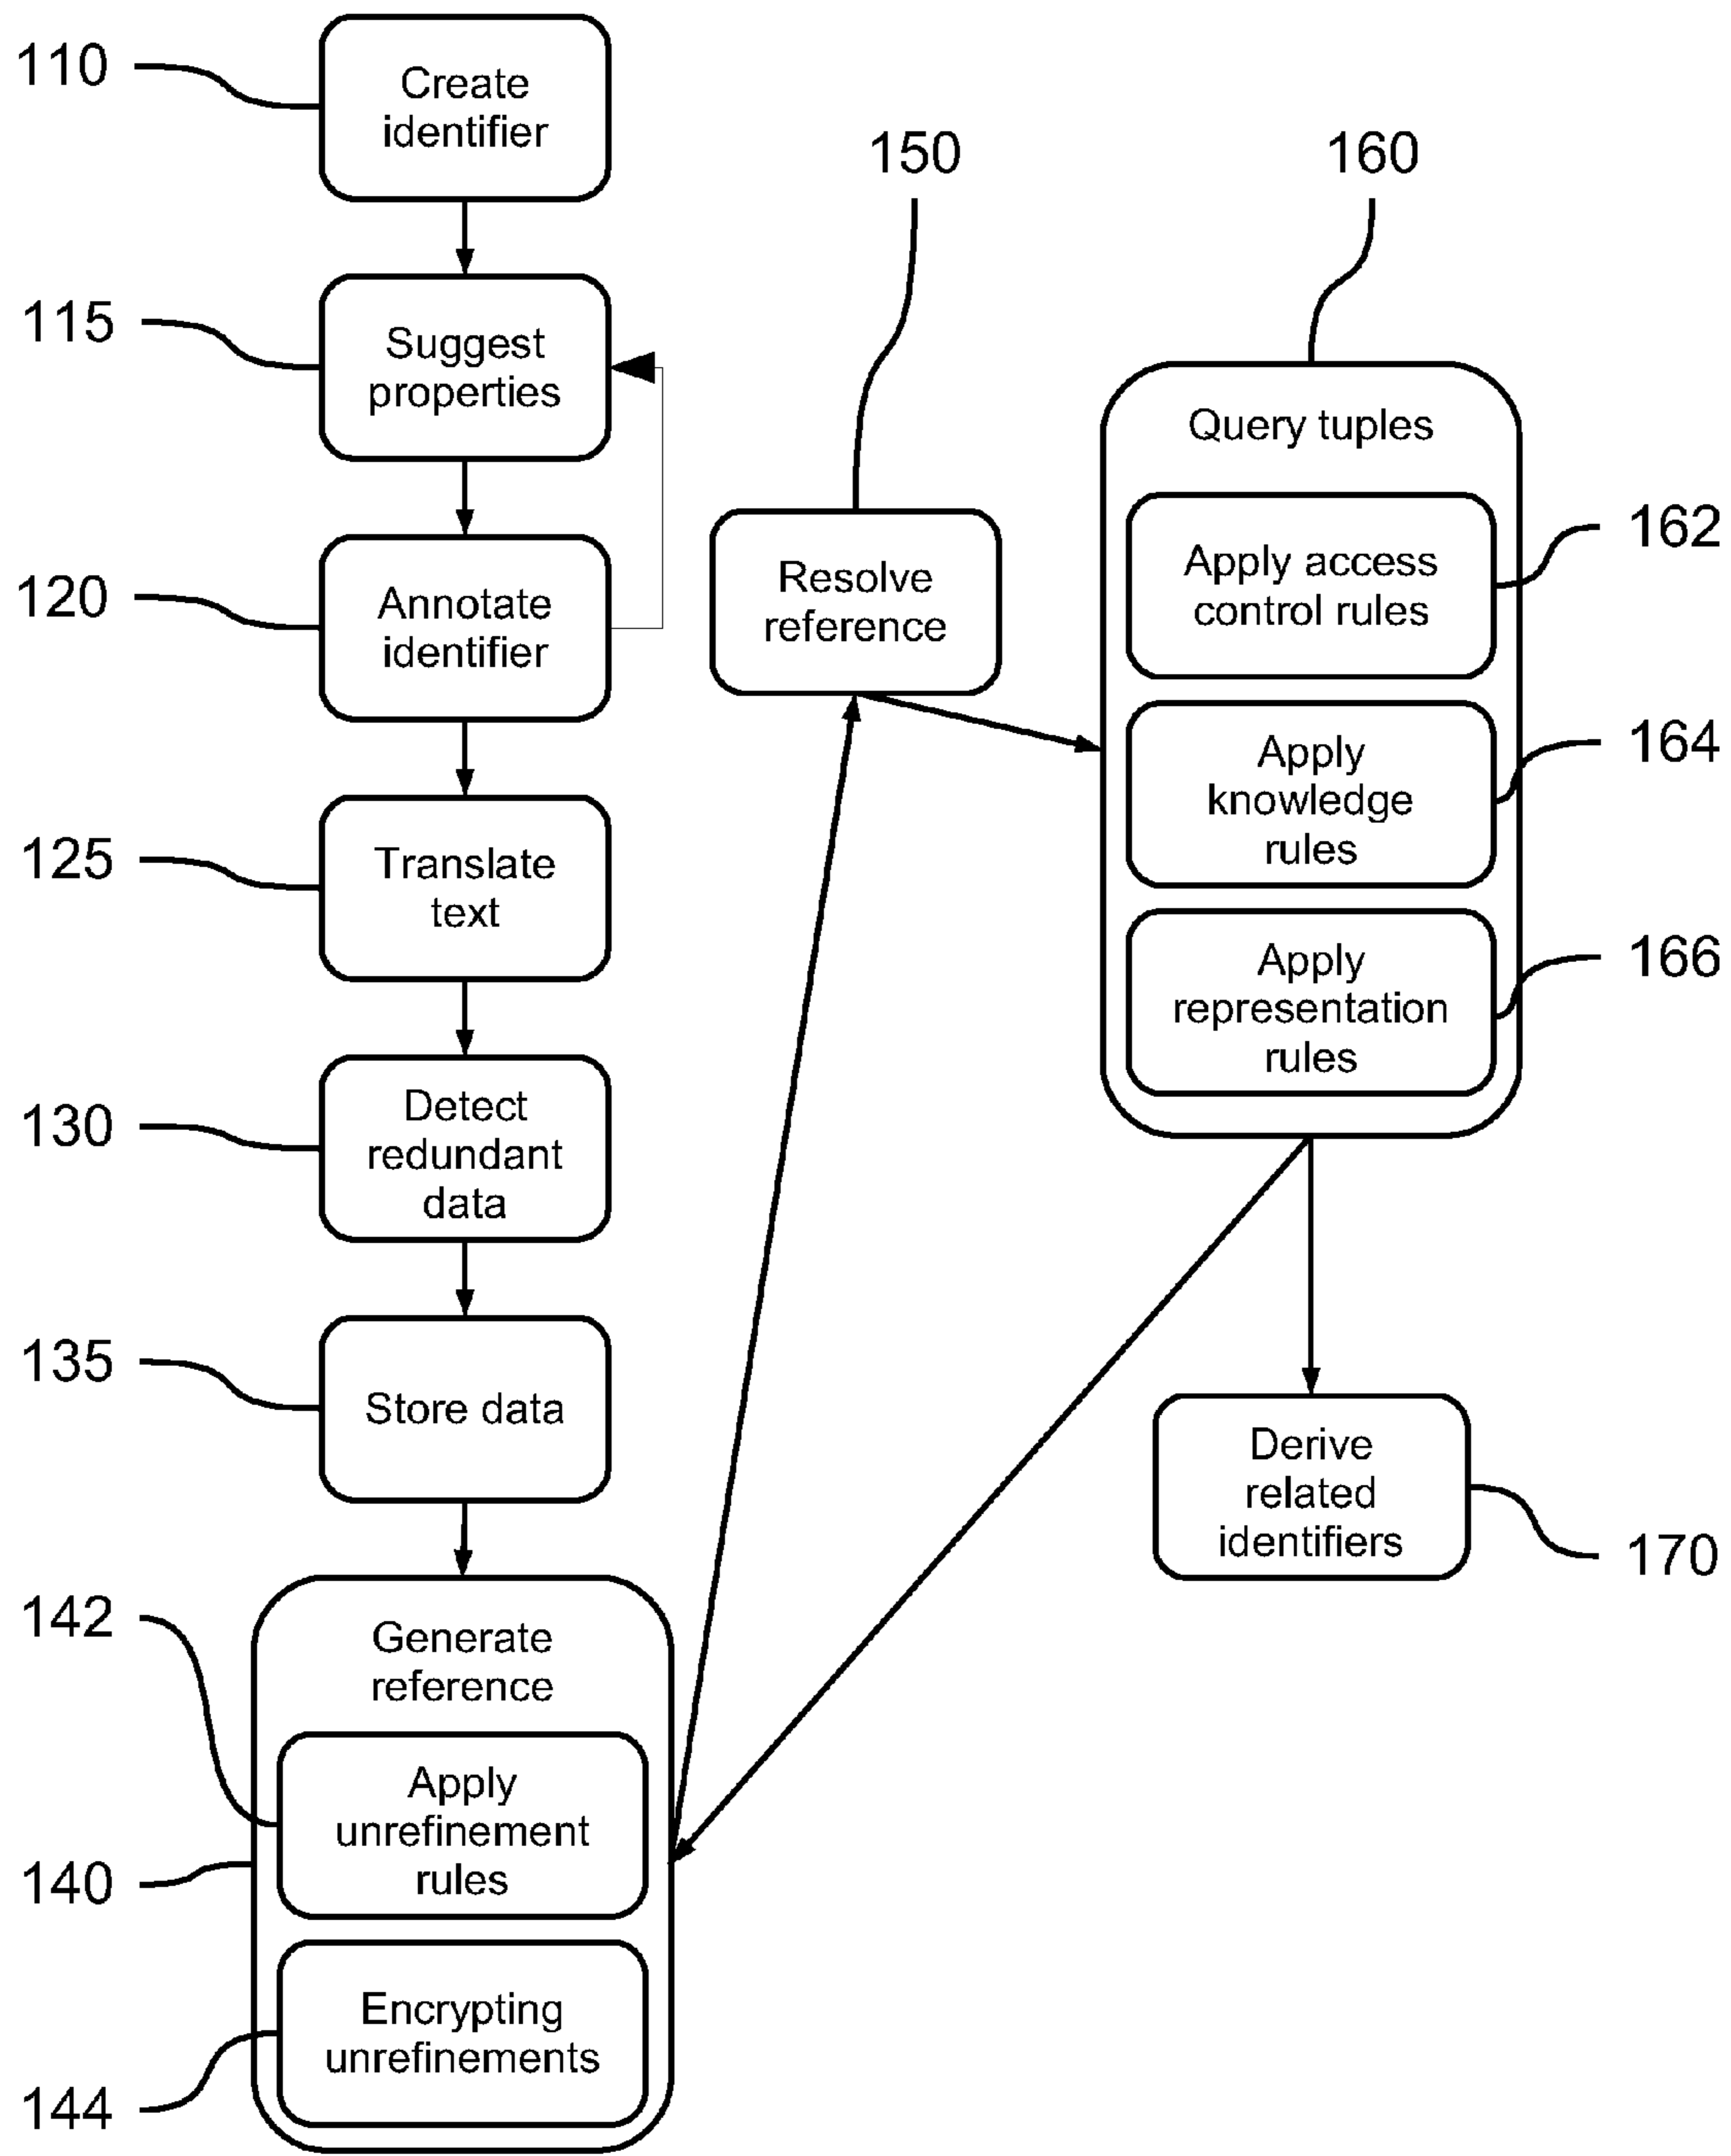 110
Create
identifier
115
Suggest
properties
120
Annotate
identifier
125
Translate
text
130
Detect
redundant
data
135
Store data
142
140
144
Generate
reference
Apply
unrefinement
rules
Encrypting
unrefinements
150
Resolve
reference
160
Query tuples
Apply access
control rules
162
Apply
knowledge
rules
164
Apply
representation
rules
166
Derive
related
identifiers
170